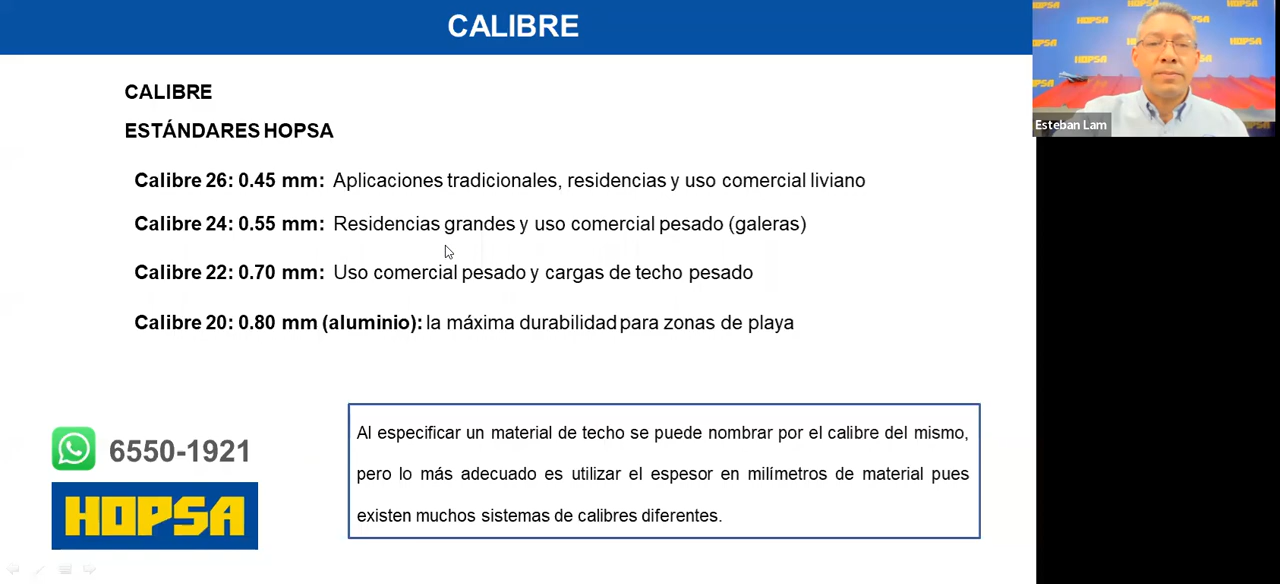 CALIBRE
CALIBRE
ESTÁNDARES HOPSA
Calibre 26: 0.45 mm: Aplicaciones tradicionales, residencias y uso comercial liviano
Calibre 24: 0.55 mm: Residencias grandes y uso comercial pesado (galeras)
Calibre 22: 0.70 mm: Uso comercial pesado y cargas de techo pesado
Calibre 20: 0.80 mm (aluminio): la máxima durabilidad para zonas de playa
Al especificar un material de techo se puede nombrar por el calibre del mismo,
pero lo más adecuado es utilizar el espesor en milímetros de material pues
existen muchos sistemas de calibres diferentes.
6550-1921
HOPSA
HOPSA
HOPSA
HOPSA
HOPSA
Esteban Lam